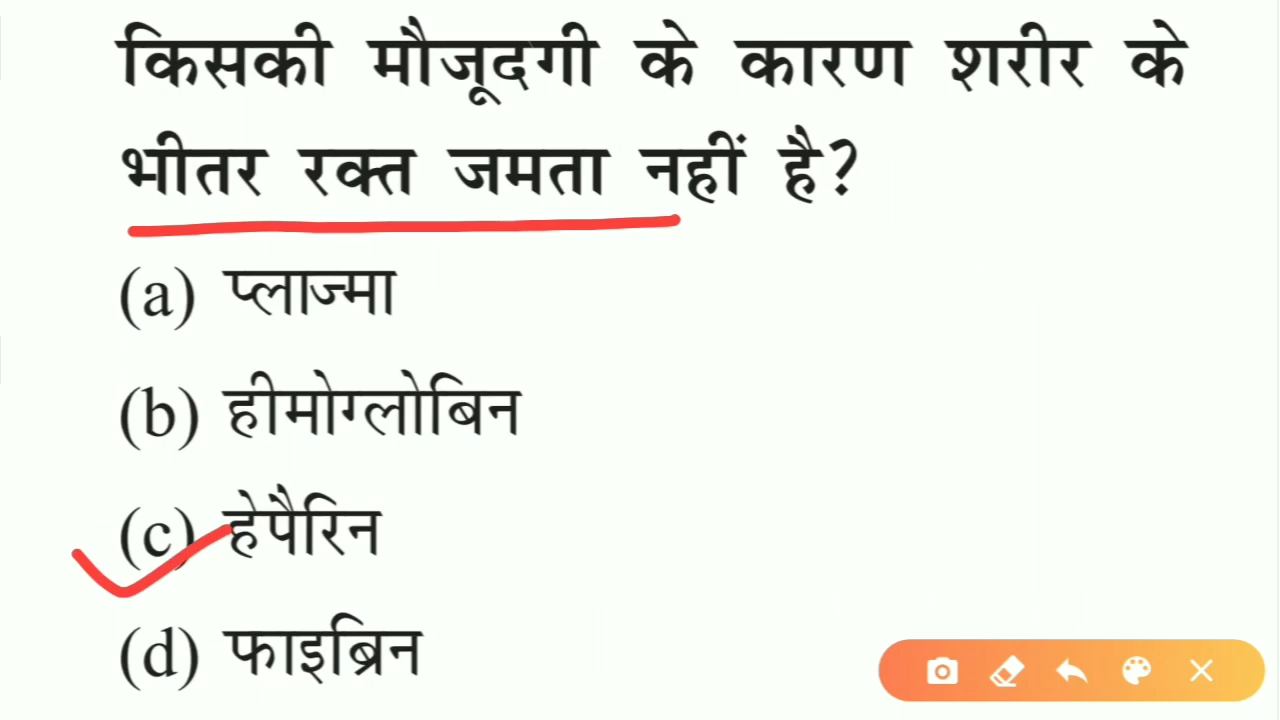 किसकी मौजूदगी के कारण शरीर के
भीतर रक्त जमता नहीं है?
(a) प्लाज्मा
(b) हीमोग्लोबिन
(c) हेपैरिन
(d) फाइब्रिन